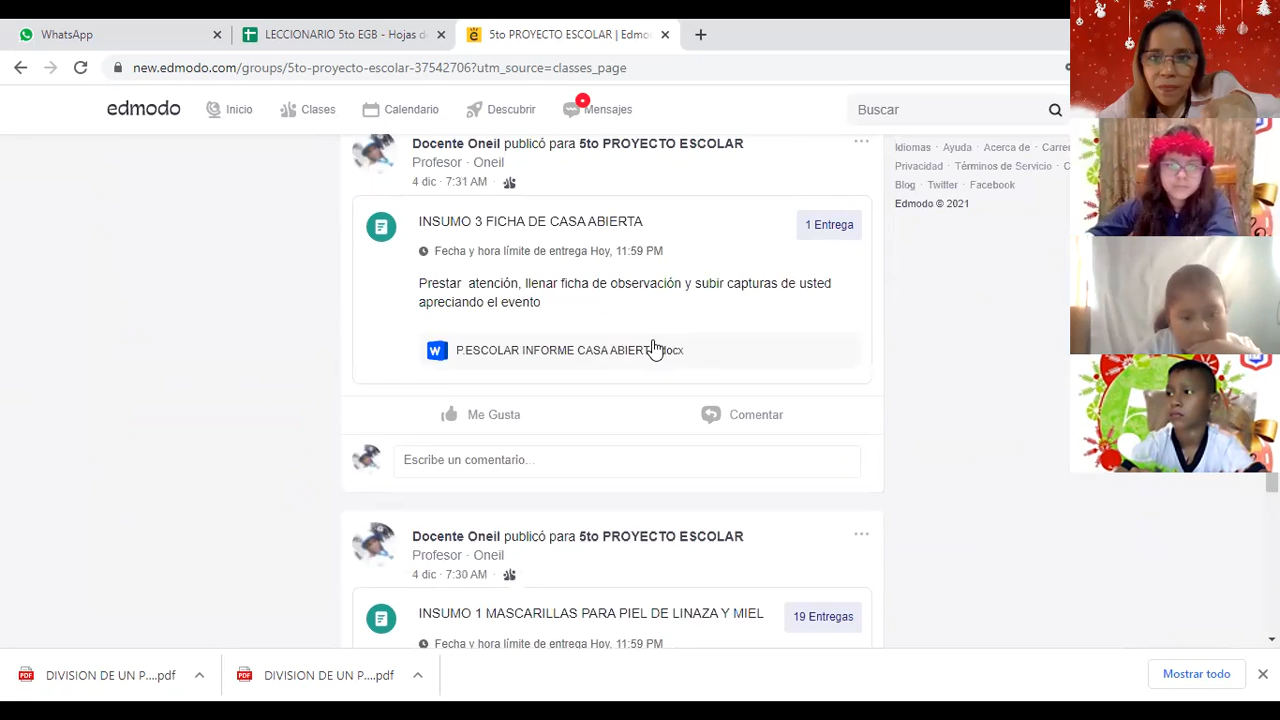 WhatsApp
LECCIONARIO 5to EGB - Hojas de
5to PROYECTO ESCOLAR | Edmo
new.edmodo.com/groups/5to-proyecto-escolar-37542706?utm_source=classes_page
edmodo Inicio Clases Calendario Descubrir Mensajes Buscar
Docente Oneil publicó para 5to PROYECTO ESCOLAR
Profesor · Oneil
4 dic · 7:31 AM
INSUMO 3 FICHA DE CASA ABIERTA
1 Entrega
Fecha y hora límite de entrega Hoy, 11:59 PM
Prestar atención, llenar ficha de observación y subir capturas de usted
apreciando el evento
P.ESCOLAR INFORME CASA ABIERTA.docx
Me Gusta Comentar
Escribe un comentario...
Docente Oneil publicó para 5to PROYECTO ESCOLAR
Profesor · Oneil
4 dic · 7:30 AM
INSUMO 1 MASCARILLAS PARA PIEL DE LINAZA Y MIEL
19 Entregas
Fecha y hora límite de entrega Hoy, 11:59 PM
Idiomas · Ayuda · Acerca de · Carre
Privacidad · Términos de Servicio · C
Blog · Twitter · Facebook
Edmodo © 2021
DIVISION DE UN P....pdf
DIVISION DE UN P....pdf
Mostrar todo